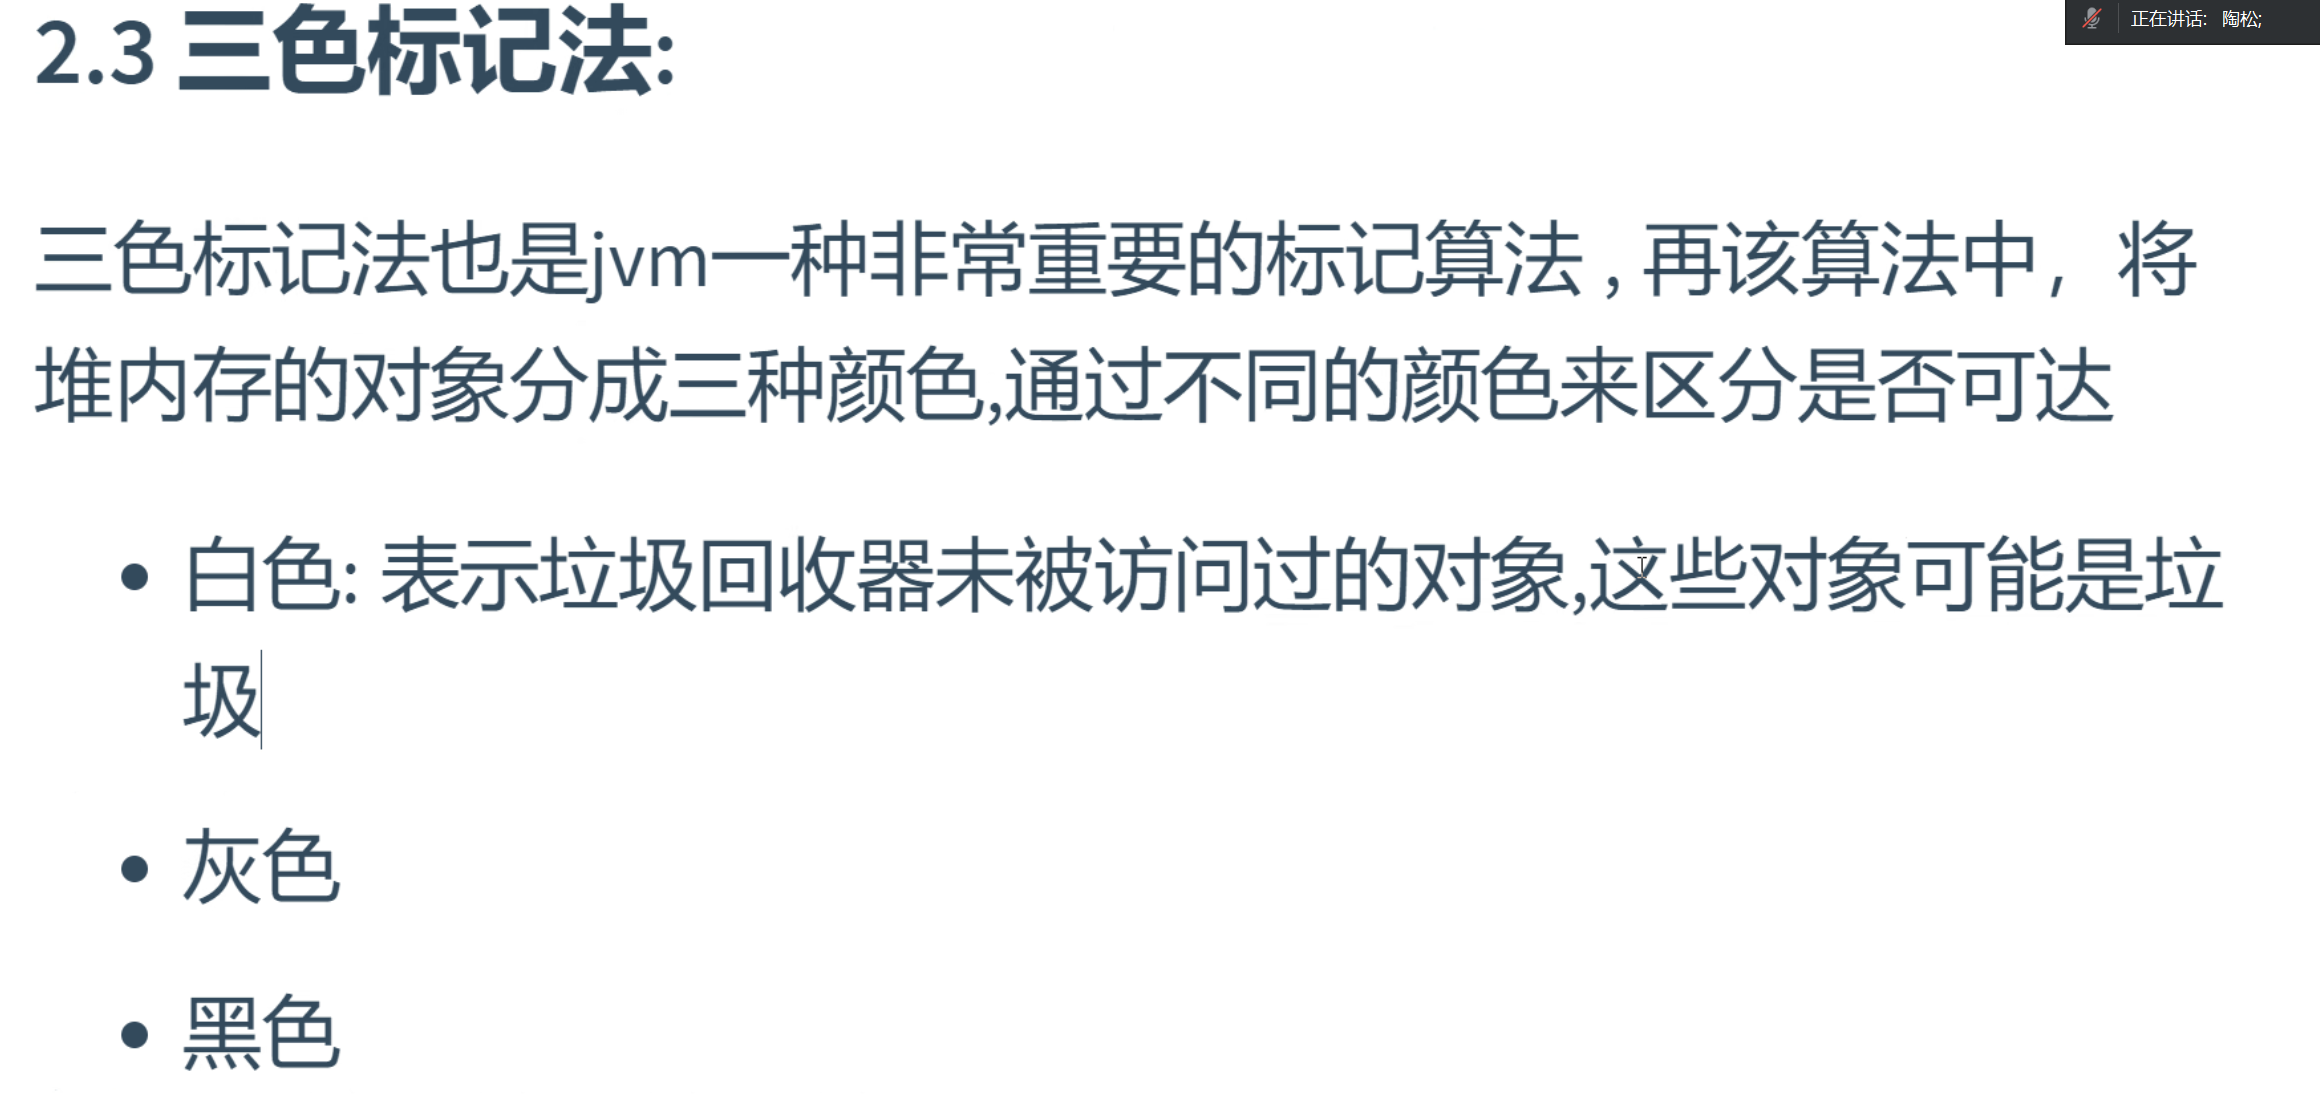 正在讲话: 陶松;
2.3 三色标记法:
三色标记法也是jvm一种非常重要的标记算法 , 再该算法中，将
堆内存的对象分成三种颜色,通过不同的颜色来区分是否可达
• 白色: 表示垃圾回收器未被访问过的对象,这些对象可能是垃
圾
• 灰色
• 黑色